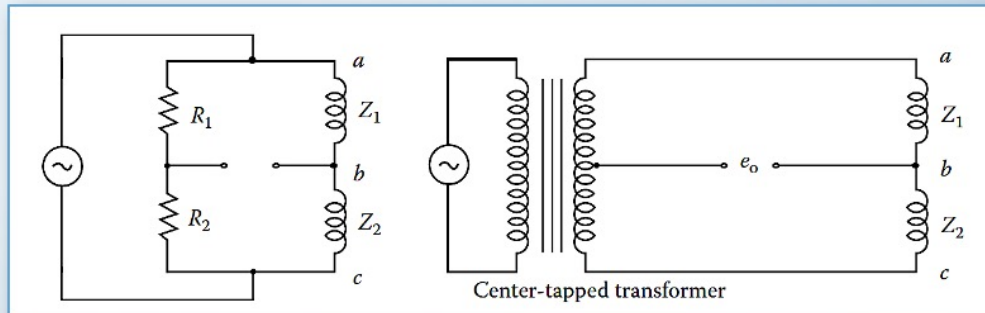 a
R1
Z1
b
R2
Z2
c
a
Z1
eo
b
Z2
c
Center-tapped transformer